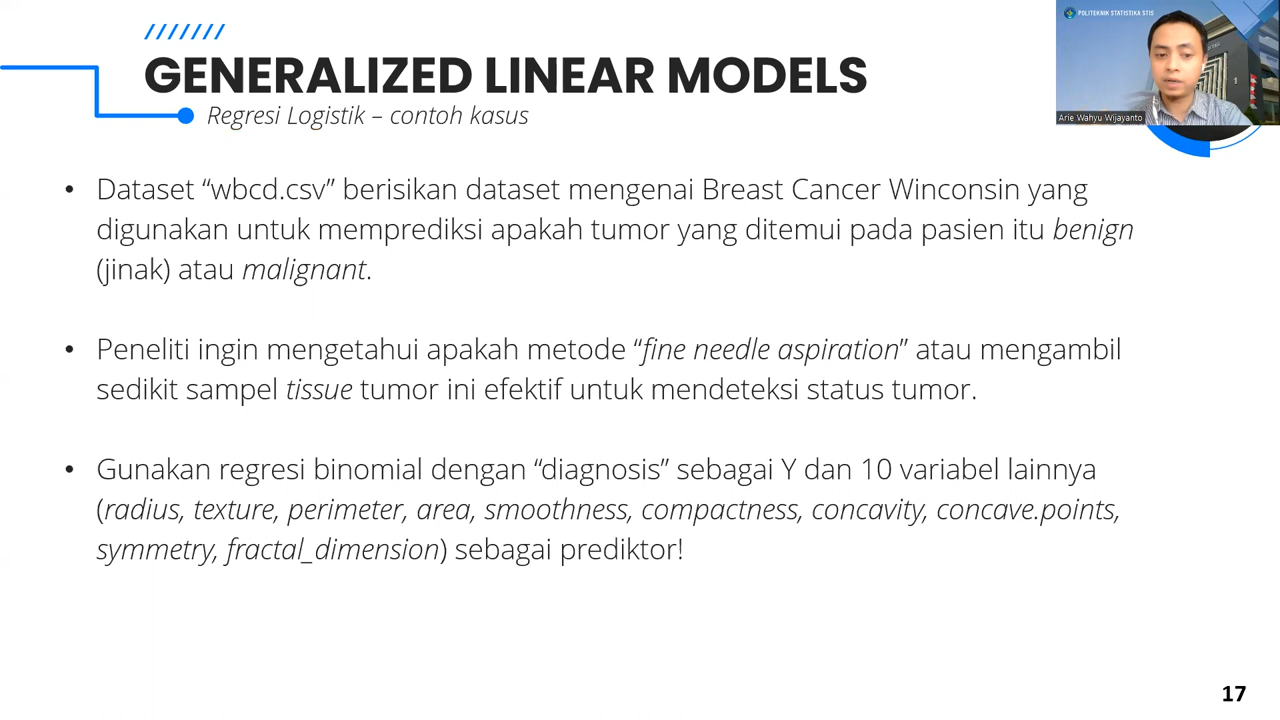 GENERALIZED LINEAR MODELS
Regresi Logistik – contoh kasus
POLITEKNIK STATISTIKA STIS
Arie Wahyu Wijayanto
• Dataset “wbcd.csv” berisikan dataset mengenai Breast Cancer Winconsin yang
digunakan untuk memprediksi apakah tumor yang ditemui pada pasien itu benign
(jinak) atau malignant.
• Peneliti ingin mengetahui apakah metode “fine needle aspiration” atau mengambil
sedikit sampel tissue tumor ini efektif untuk mendeteksi status tumor.
• Gunakan regresi binomial dengan “diagnosis” sebagai Y dan 10 variabel lainnya
(radius, texture, perimeter, area, smoothness, compactness, concavity, concave.points,
symmetry, fractal_dimension) sebagai prediktor!
17